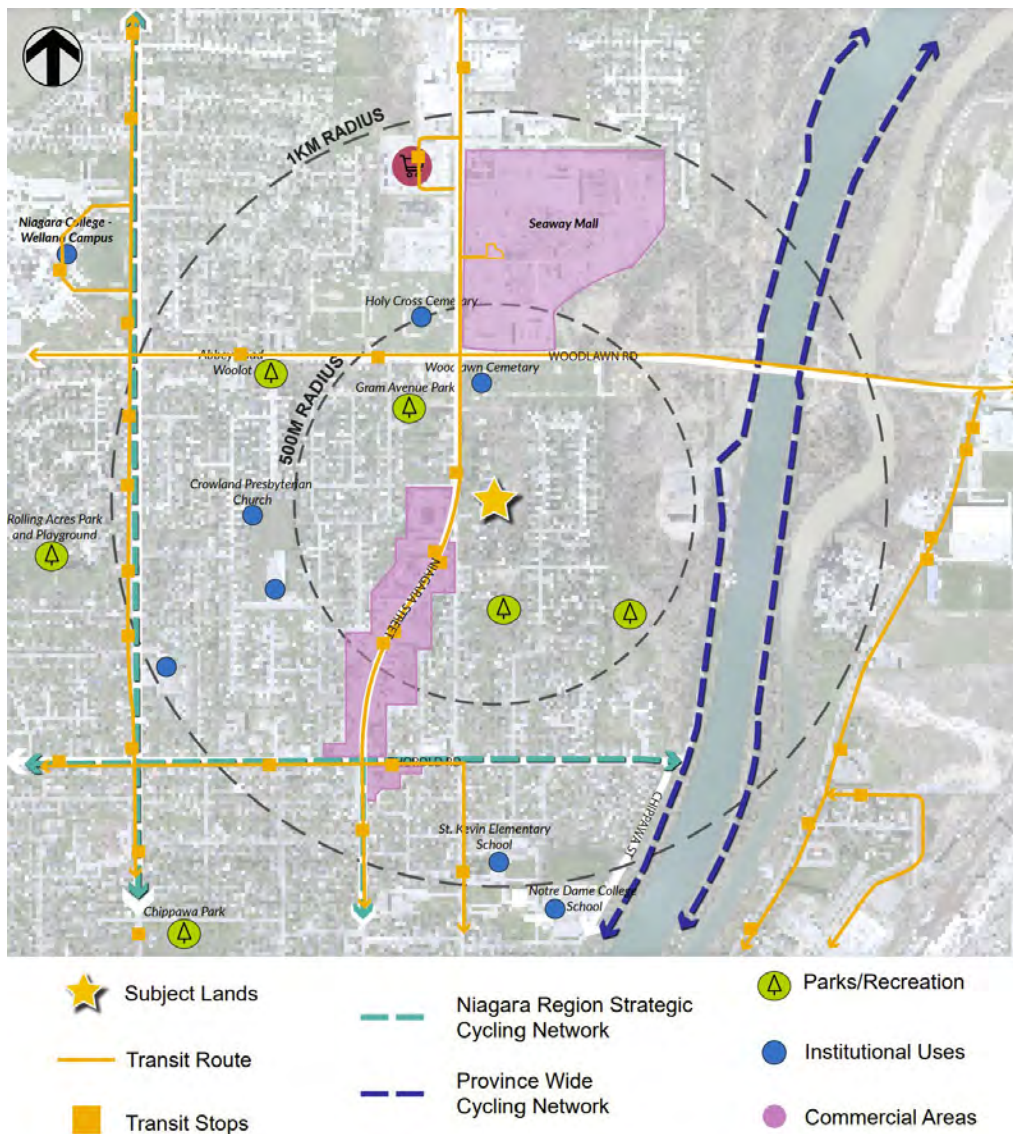 1KM RADIUS
Seaway Mall
Niagara College -
Welland Campus
Holy Cross Cemetary
WOODLAWN RD
Woolot
Woodlawn Cemetary
Gram Avenue Park
500M RADIUS
Crowland Presbyterian
Church
Rolling Acres Park
and Playground
NIAGARA STREET
CHIPPAWA ST
St. Kevin Elementary
School
Notre Dame College
School
Chippawa Park
Subject Lands
Transit Route
Transit Stops
Niagara Region Strategic
Cycling Network
Province Wide
Cycling Network
Parks/Recreation
Institutional Uses
Commercial Areas